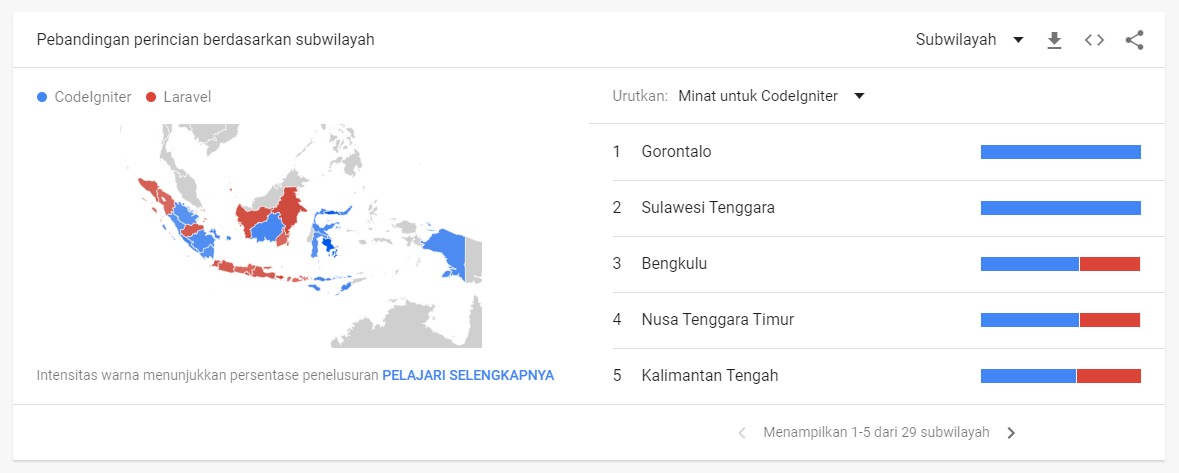 Pebandingan perincian berdasarkan subwilayah
Subwilayah
CodeIgniter Laravel
Urutkan: Minat untuk CodeIgniter
1 Gorontalo
2 Sulawesi Tenggara
3 Bengkulu
4 Nusa Tenggara Timur
5 Kalimantan Tengah
Intensitas warna menunjukkan persentase penelusuran PELAJARI SELENGKAPNYA
Menampilkan 1-5 dari 29 subwilayah